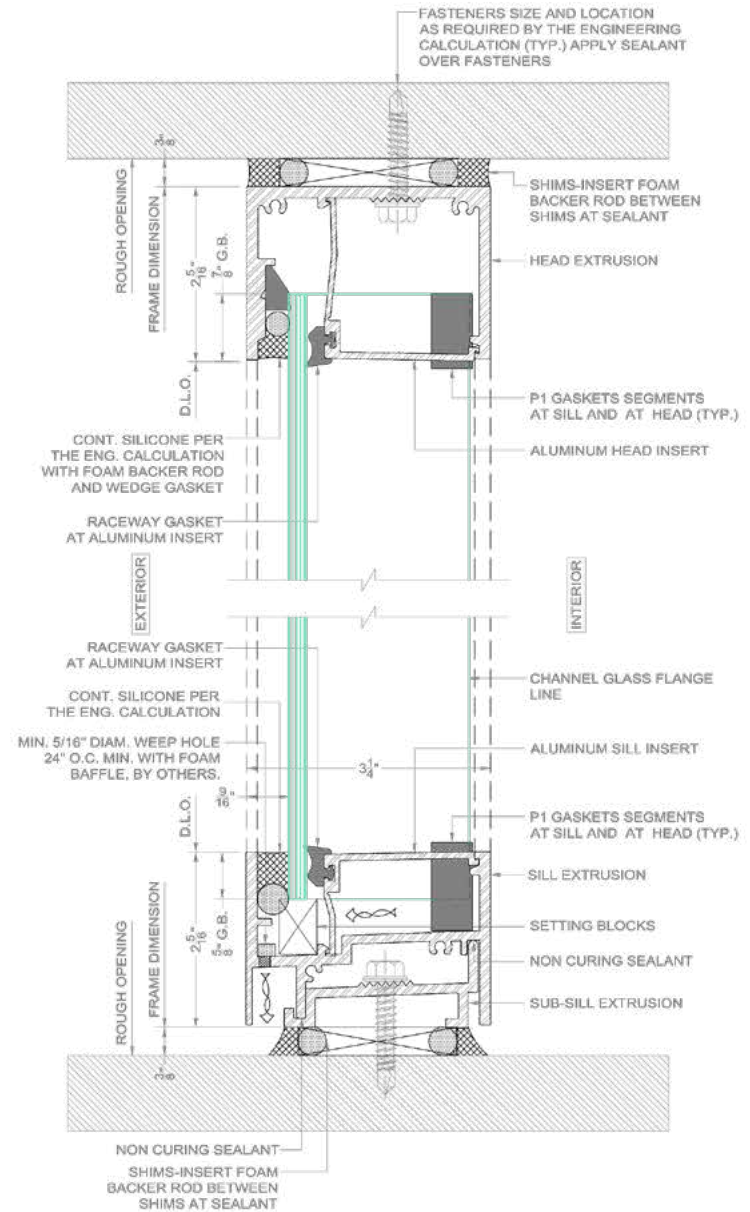 FASTENERS SIZE AND LOCATION
AS REQUIRED BY THE ENGINEERING
CALCULATION (TYP.) APPLY SEALANT
OVER FASTENERS
3/8"
ROUGH OPENING
FRAME DIMENSION
2 5/16"
7/8" G.B.
D.L.O.
SHIMS-INSERT FOAM
BACKER ROD BETWEEN
SHIMS AT SEALANT
HEAD EXTRUSION
P1 GASKETS SEGMENTS
AT SILL AND AT HEAD (TYP.)
ALUMINUM HEAD INSERT
CONT. SILICONE PER
THE ENG. CALCULATION
WITH FOAM BACKER ROD
AND WEDGE GASKET
RACEWAY GASKET
AT ALUMINUM INSERT
EXTERIOR
INTERIOR
RACEWAY GASKET
AT ALUMINUM INSERT
CONT. SILICONE PER
THE ENG. CALCULATION
MIN. 5/16" DIAM. WEEP HOLE
24" O.C. MIN. WITH FOAM
BAFFLE, BY OTHERS.
CHANNEL GLASS FLANGE
LINE
ALUMINUM SILL INSERT
3 1/4"
D.L.O.
P1 GASKETS SEGMENTS
AT SILL AND AT HEAD (TYP.)
SILL EXTRUSION
SETTING BLOCKS
NON CURING SEALANT
SUB-SILL EXTRUSION
ROUGH OPENING
FRAME DIMENSION
2 5/16"
5/8" G.B.
3/8"
NON CURING SEALANT
SHIMS-INSERT FOAM
BACKER ROD BETWEEN
SHIMS AT SEALANT